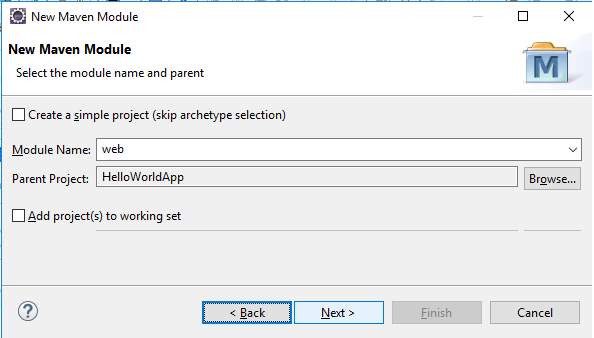 New Maven Module
New Maven Module
Select the module name and parent
M
Create a simple project (skip archetype selection)
Module Name: web
Parent Project: HelloWorldApp Browse...
Add project(s) to working set
? < Back Next > Finish Cancel